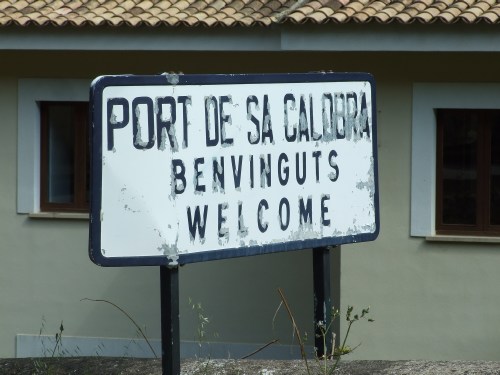 PORT DE SA CALOBRA
BENVINGUTS
WELCOME